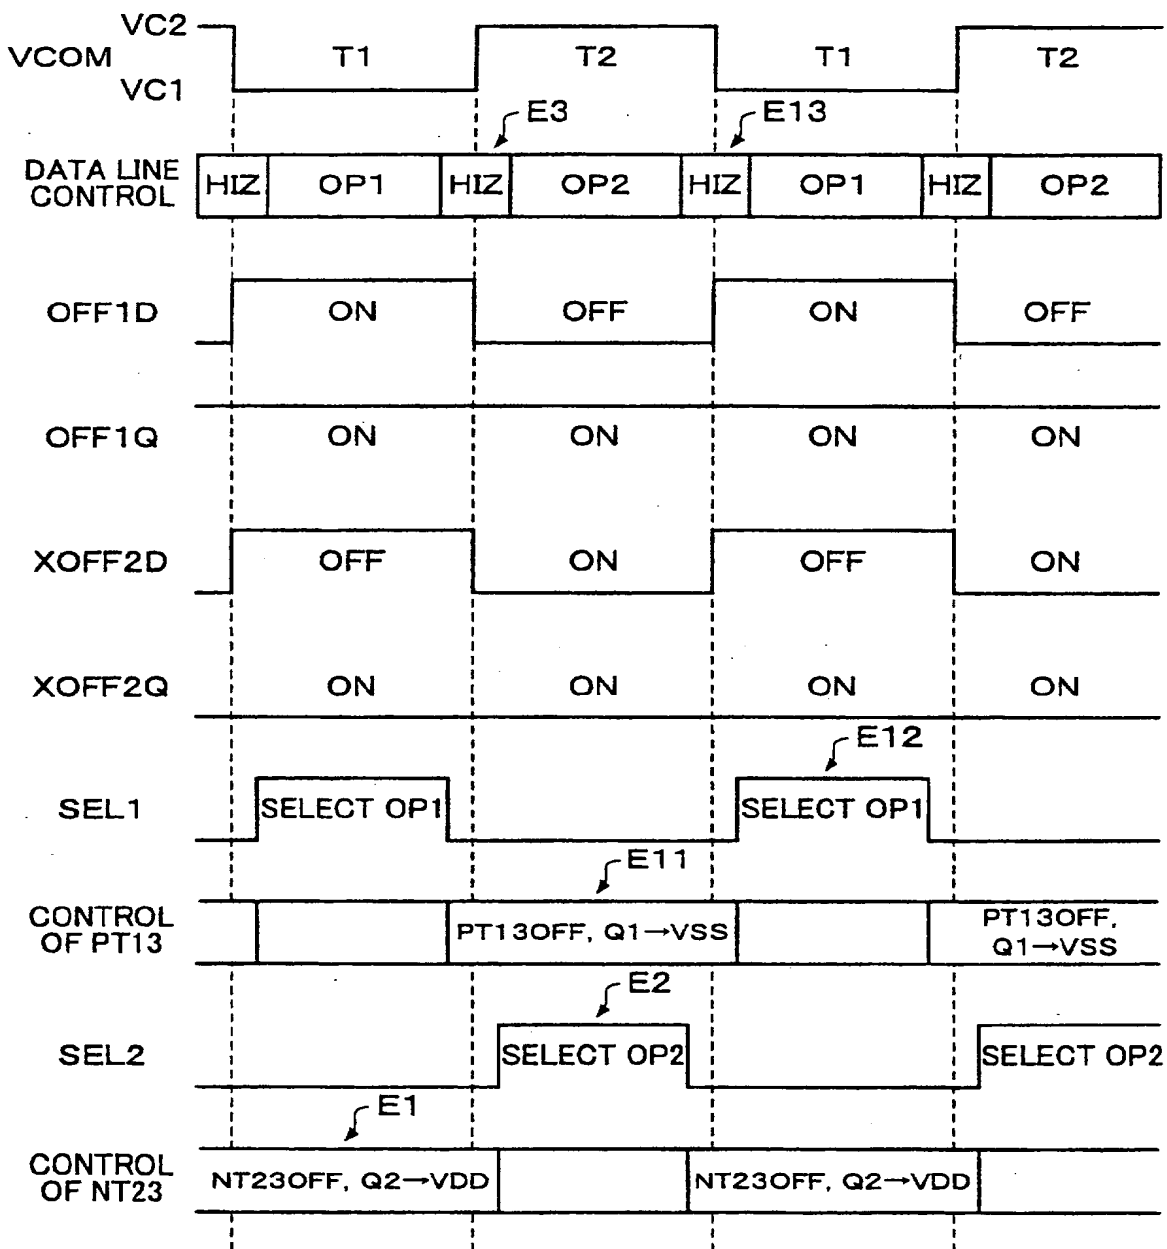 VC2
VCOM T1 T2 T1 T2
VC1
E3 E13
DATA LINE
CONTROL
HIZ OP1 HIZ OP2 HIZ OP1 HIZ OP2
OFF1D ON OFF ON OFF
OFF1Q ON ON ON ON
XOFF2D OFF ON OFF ON
XOFF2Q ON ON ON ON
E12
SEL1 SELECT OP1 SELECT OP1
E11
CONTROL
OF PT13
PT13OFF, Q1→VSS
PT13OFF,
Q1→VSS
E2
SEL2 SELECT OP2 SELECT OP2
E1
CONTROL
OF NT23
NT23OFF, Q2→VDD NT23OFF, Q2→VDD